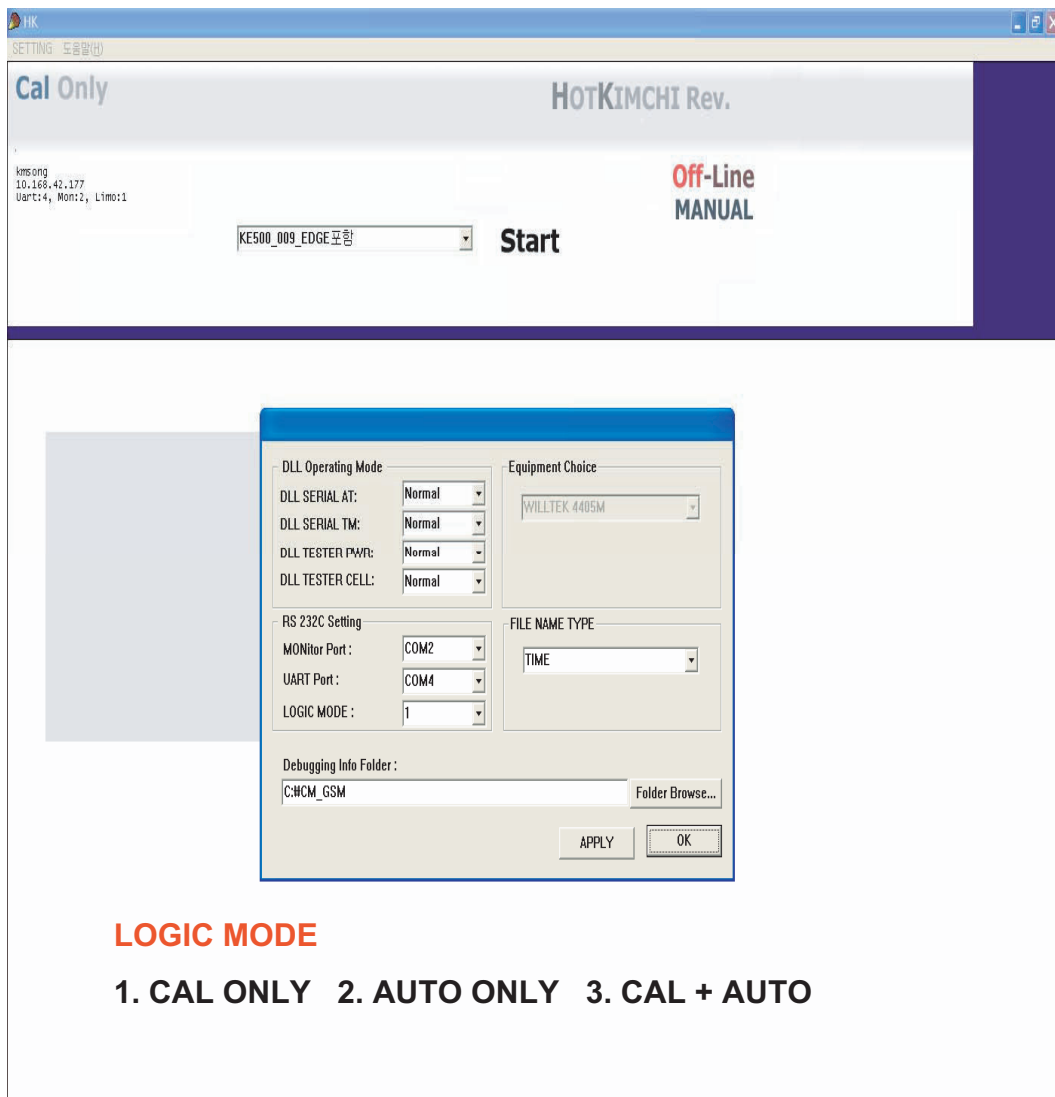 HK
SETTING 도움말(H)
Cal Only
HOTKIMCHI Rev.
kmsong
10.168.42.177
Uart:4, Mon:2, Limo:1
Off-Line
MANUAL
KE500_009_EDGE포함
Start
DLL Operating Mode
DLL SERIAL AT: Normal
DLL SERIAL TM: Normal
DLL TESTER PWR: Normal
DLL TESTER CELL: Normal
Equipment Choice
WILLTEK 4405M
RS 232C Setting
MONitor Port : COM2
UART Port : COM4
LOGIC MODE : 1
FILE NAME TYPE
TIME
Debugging Info Folder :
C:₩CM_GSM
Folder Browse...
APPLY OK
LOGIC MODE
1. CAL ONLY 2. AUTO ONLY 3. CAL + AUTO